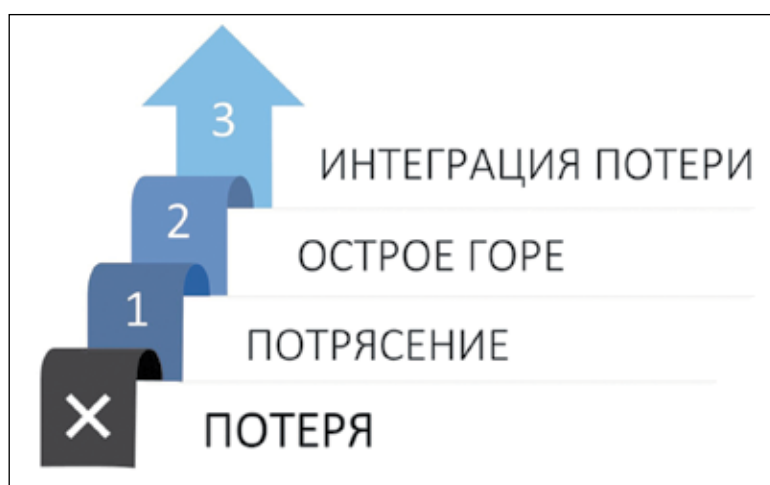 3
ИНТЕГРАЦИЯ ПОТЕРИ
2
ОСТРОЕ ГОРЕ
1
ПОТРЯСЕНИЕ
×
ПОТЕРЯ